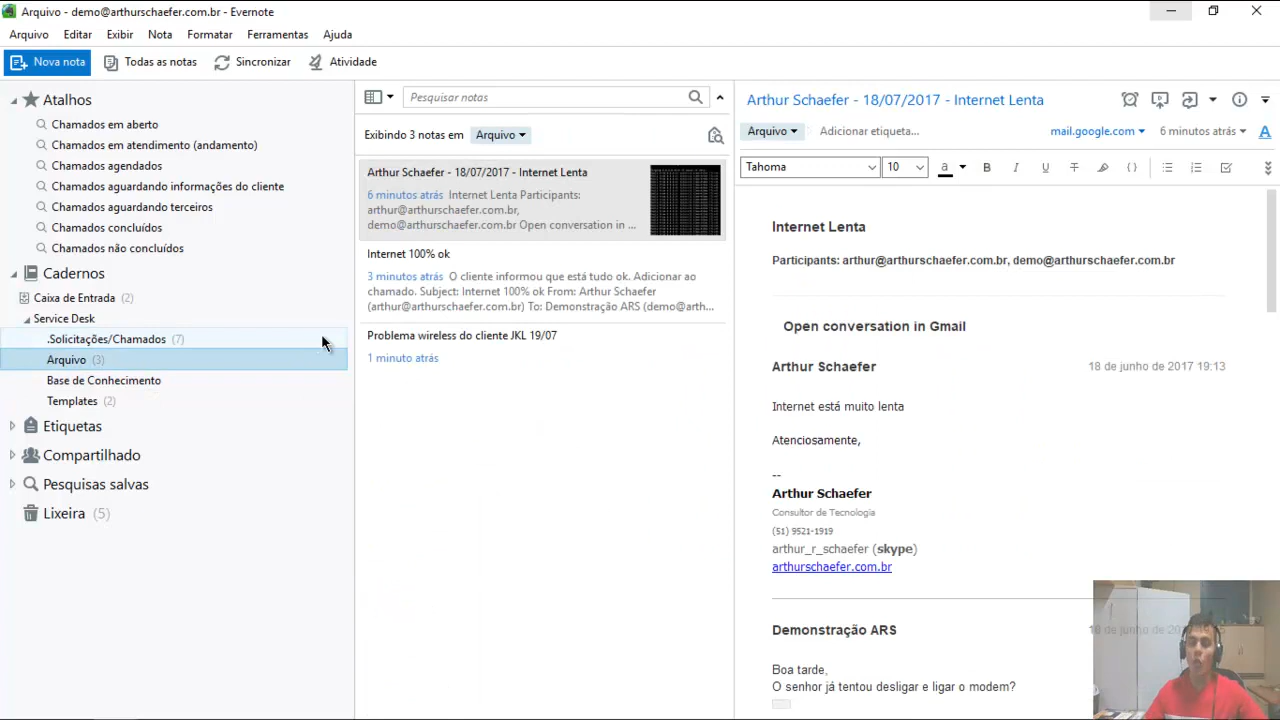 Arquivo - demo@arthurschaefer.com.br - Evernote
Arquivo Editar Exibir Nota Formatar Ferramentas Ajuda
Nova nota Todas as notas Sincronizar Atividade
Atalhos
Chamados em aberto
Chamados em atendimento (andamento)
Chamados agendados
Chamados aguardando informações do cliente
Chamados aguardando terceiros
Chamados concluídos
Chamados não concluídos
Cadernos
Caixa de Entrada (2)
Service Desk
.Solicitações/Chamados (7)
Arquivo (3)
Base de Conhecimento
Templates (2)
Etiquetas
Compartilhado
Pesquisas salvas
Lixeira (5)
Pesquisar notas
Exibindo 3 notas em Arquivo
Arthur Schaefer - 18/07/2017 - Internet Lenta
6 minutos atrás Internet Lenta Participants:
arthur@arthurschaefer.com.br,
demo@arthurschaefer.com.br Open conversation in ...
Internet 100% ok
3 minutos atrás O cliente informou que está tudo ok. Adicionar ao
chamado. Subject: Internet 100% ok From: Arthur Schaefer
(arthur@arthurschaefer.com.br) To: Demonstração ARS (demo@arth...
Problema wireless do cliente JKL 19/07
1 minuto atrás
Arthur Schaefer - 18/07/2017 - Internet Lenta
Arquivo Adicionar etiqueta... mail.google.com 6 minutos atrás A
Tahoma 10 a B I U T { }
Internet Lenta
Participants: arthur@arthurschaefer.com.br, demo@arthurschaefer.com.br
Open conversation in Gmail
Arthur Schaefer 18 de junho de 2017 19:13
Internet está muito lenta
Atenciosamente,
--
Arthur Schaefer
Consultor de Tecnologia
(51) 9521-1919
arthur_r_schaefer (skype)
arthurschaefer.com.br
Demonstração ARS
Boa tarde,
O senhor já tentou desligar e ligar o modem?